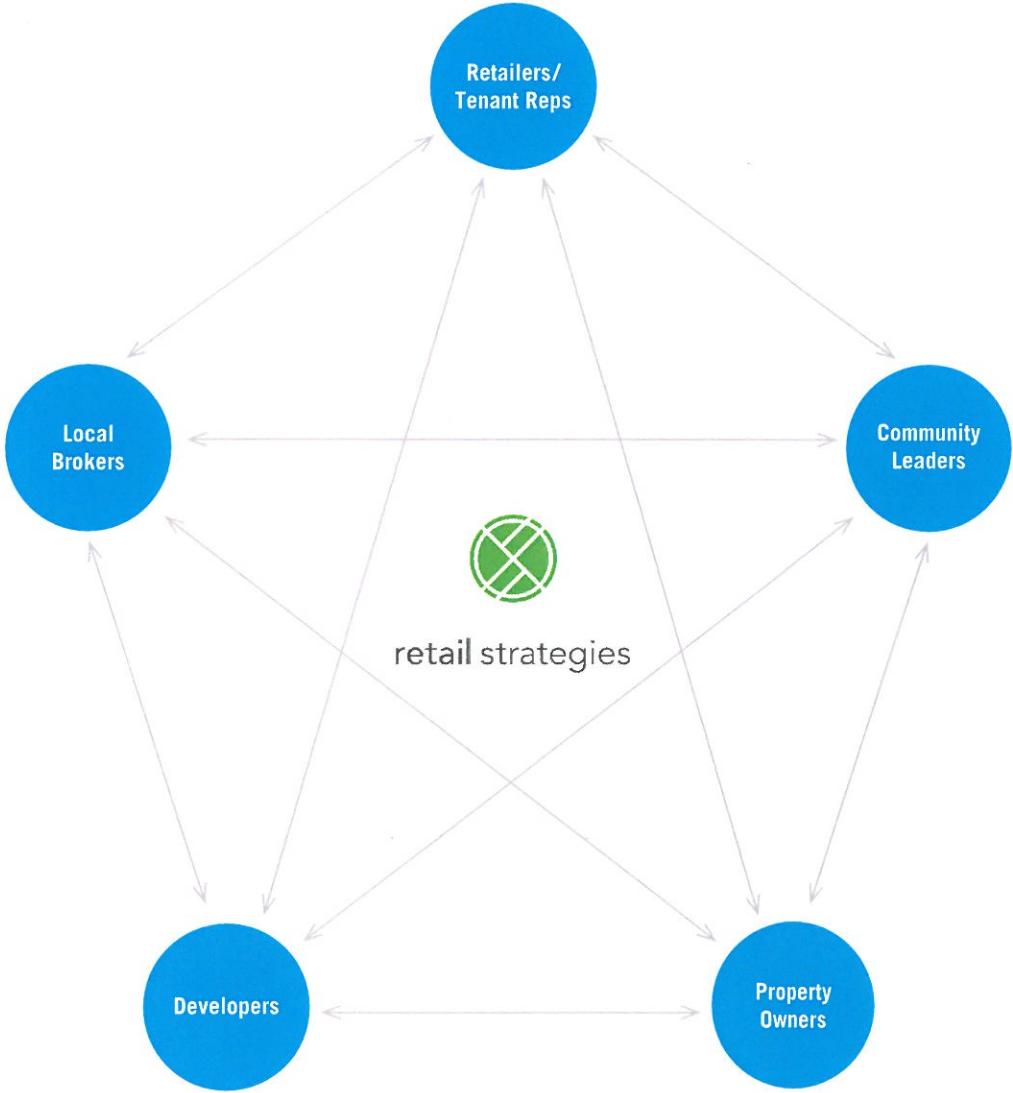 Retailers/
Tenant Reps
Local
Brokers
Community
Leaders
retail strategies
Developers
Property
Owners